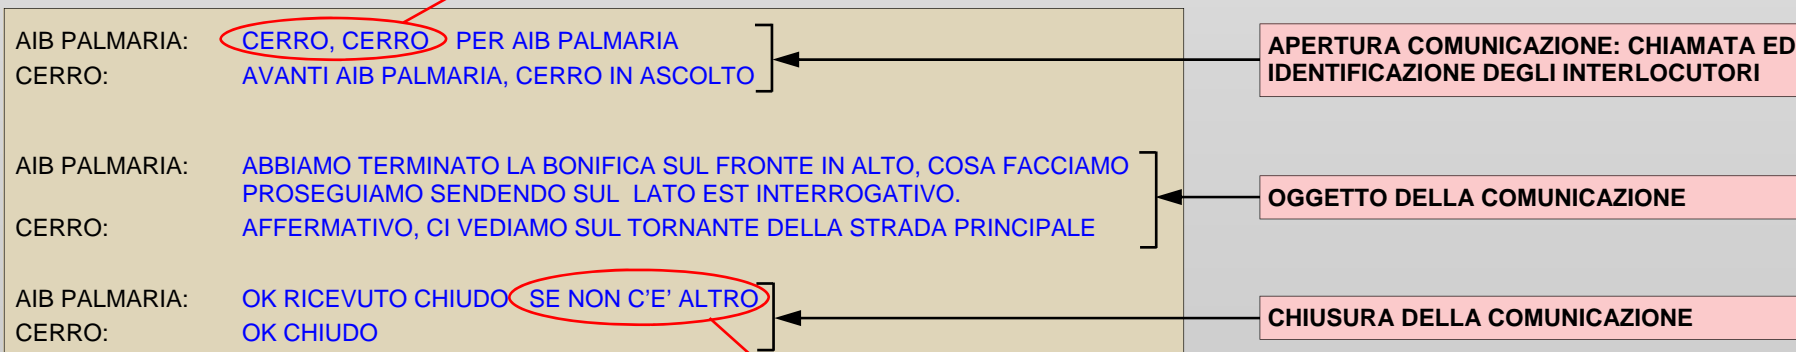 AIB PALMARIA: CERRO, CERRO PER AIB PALMARIA
CERRO: AVANTI AIB PALMARIA, CERRO IN ASCOLTO
APERTURA COMUNICAZIONE: CHIAMATA ED
IDENTIFICAZIONE DEGLI INTERLOCUTORI
AIB PALMARIA: ABBIAMO TERMINATO LA BONIFICA SUL FRONTE IN ALTO, COSA FACCIAMO
PROSEGUIAMO SENDENDO SUL LATO EST INTERROGATIVO.
CERRO: AFFERMATIVO, CI VEDIAMO SUL TORNANTE DELLA STRADA PRINCIPALE
OGGETTO DELLA COMUNICAZIONE
AIB PALMARIA: OK RICEVUTO CHIUDO SE NON C'E' ALTRO
CERRO: OK CHIUDO
CHIUSURA DELLA COMUNICAZIONE